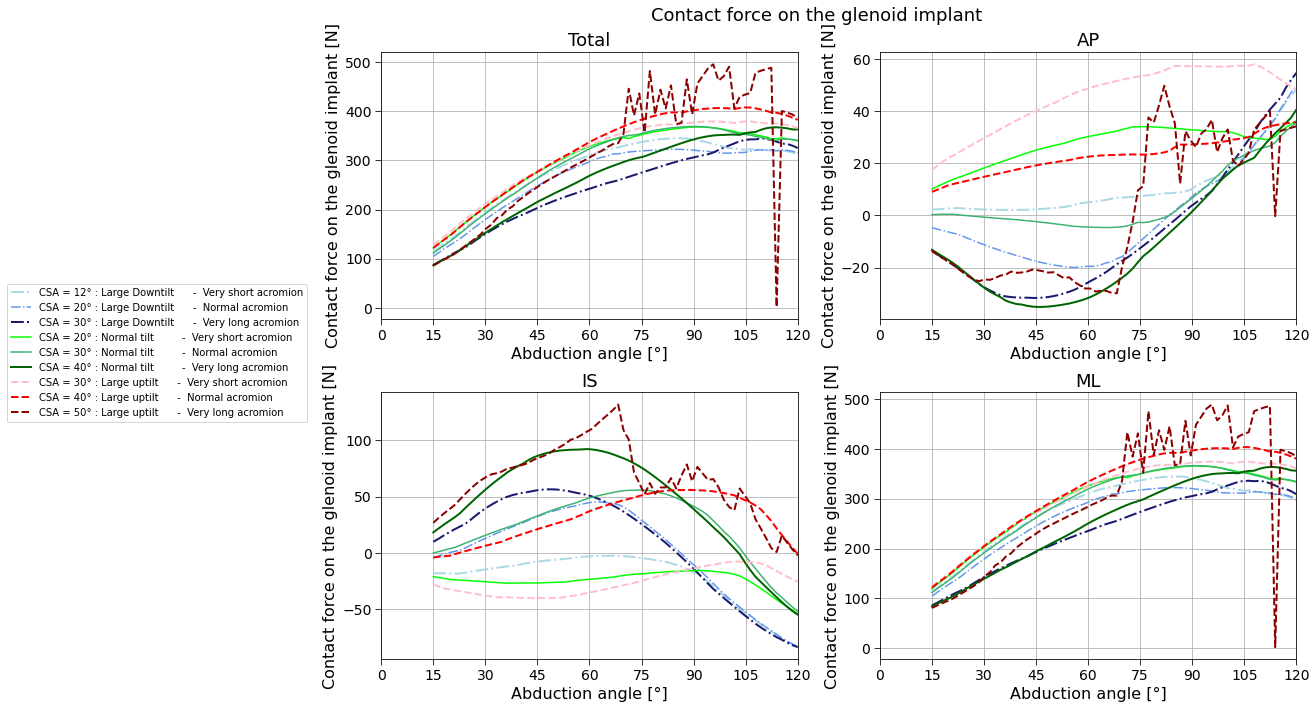 Contact force on the glenoid implant
Total
Contact force on the glenoid implant [N]
500
400
300
200
100
0
0 15 30 45 60 75 90 105 120
Abduction angle [°]
AP
Contact force on the glenoid implant [N]
60
40
20
0
−20
0 15 30 45 60 75 90 105 120
Abduction angle [°]
CSA = 12° : Large Downtilt - Very short acromion
CSA = 20° : Large Downtilt - Normal acromion
CSA = 30° : Large Downtilt - Very long acromion
CSA = 20° : Normal tilt - Very short acromion
CSA = 30° : Normal tilt - Normal acromion
CSA = 40° : Normal tilt - Very long acromion
CSA = 30° : Large uptilt - Very short acromion
CSA = 40° : Large uptilt - Normal acromion
CSA = 50° : Large uptilt - Very long acromion
IS
Contact force on the glenoid implant [N]
100
50
0
−50
0 15 30 45 60 75 90 105 120
Abduction angle [°]
ML
Contact force on the glenoid implant [N]
500
400
300
200
100
0
0 15 30 45 60 75 90 105 120
Abduction angle [°]